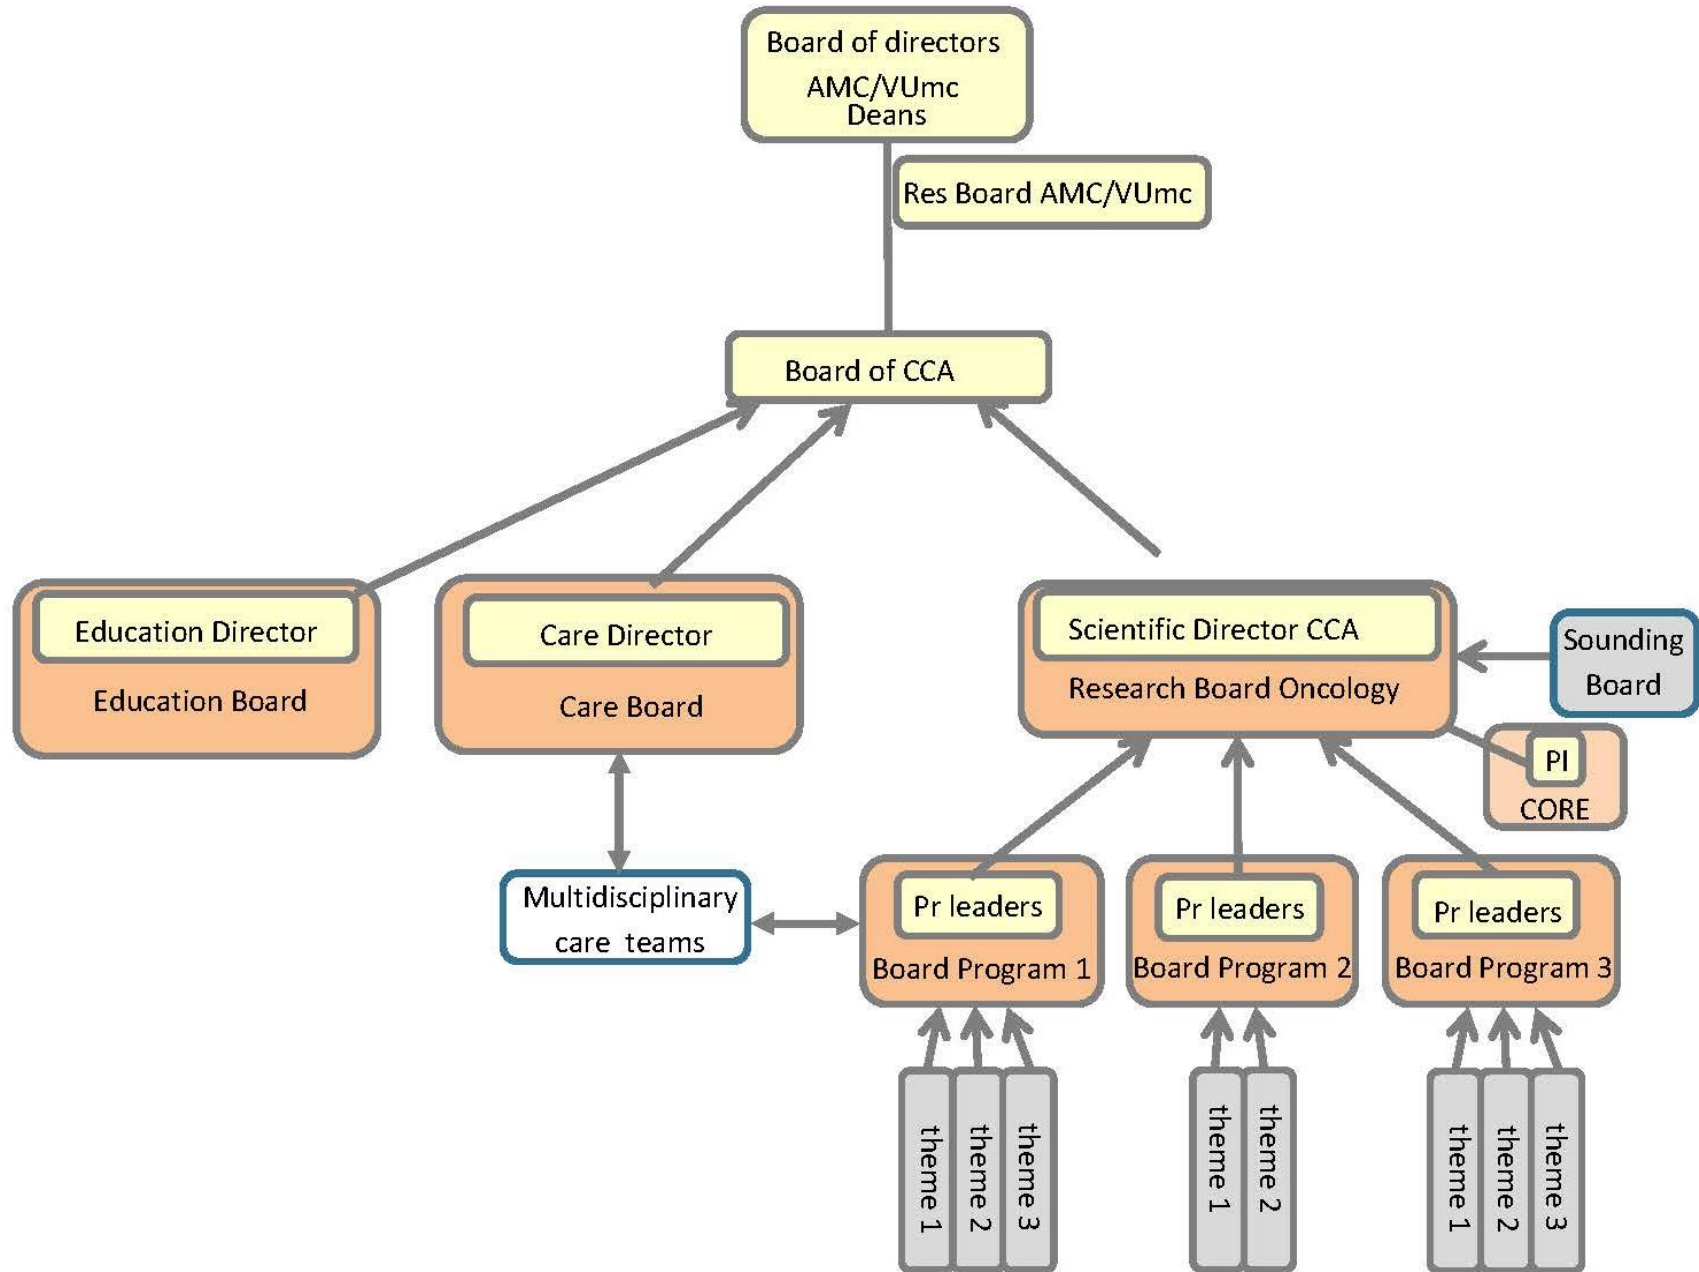 Board of directors
AMC/VUmc
Deans
Res Board AMC/VUmc
Board of CCA
Education Director
Education Board
Care Director
Care Board
Scientific Director CCA
Research Board Oncology
Sounding
Board
PI
CORE
Multidisciplinary
care teams
Pr leaders
Board Program 1
Pr leaders
Board Program 2
Pr leaders
Board Program 3
theme 1
theme 2
theme 3
theme 1
theme 2
theme 1
theme 2
theme 3